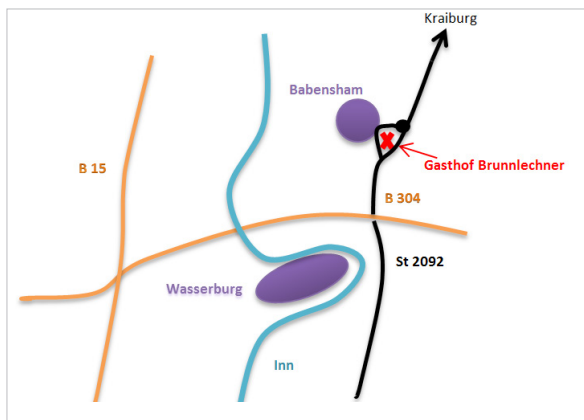 Kraiburg
Babensham
Gasthof Brunnlechner
B 15
B 304
St 2092
Wasserburg
Inn